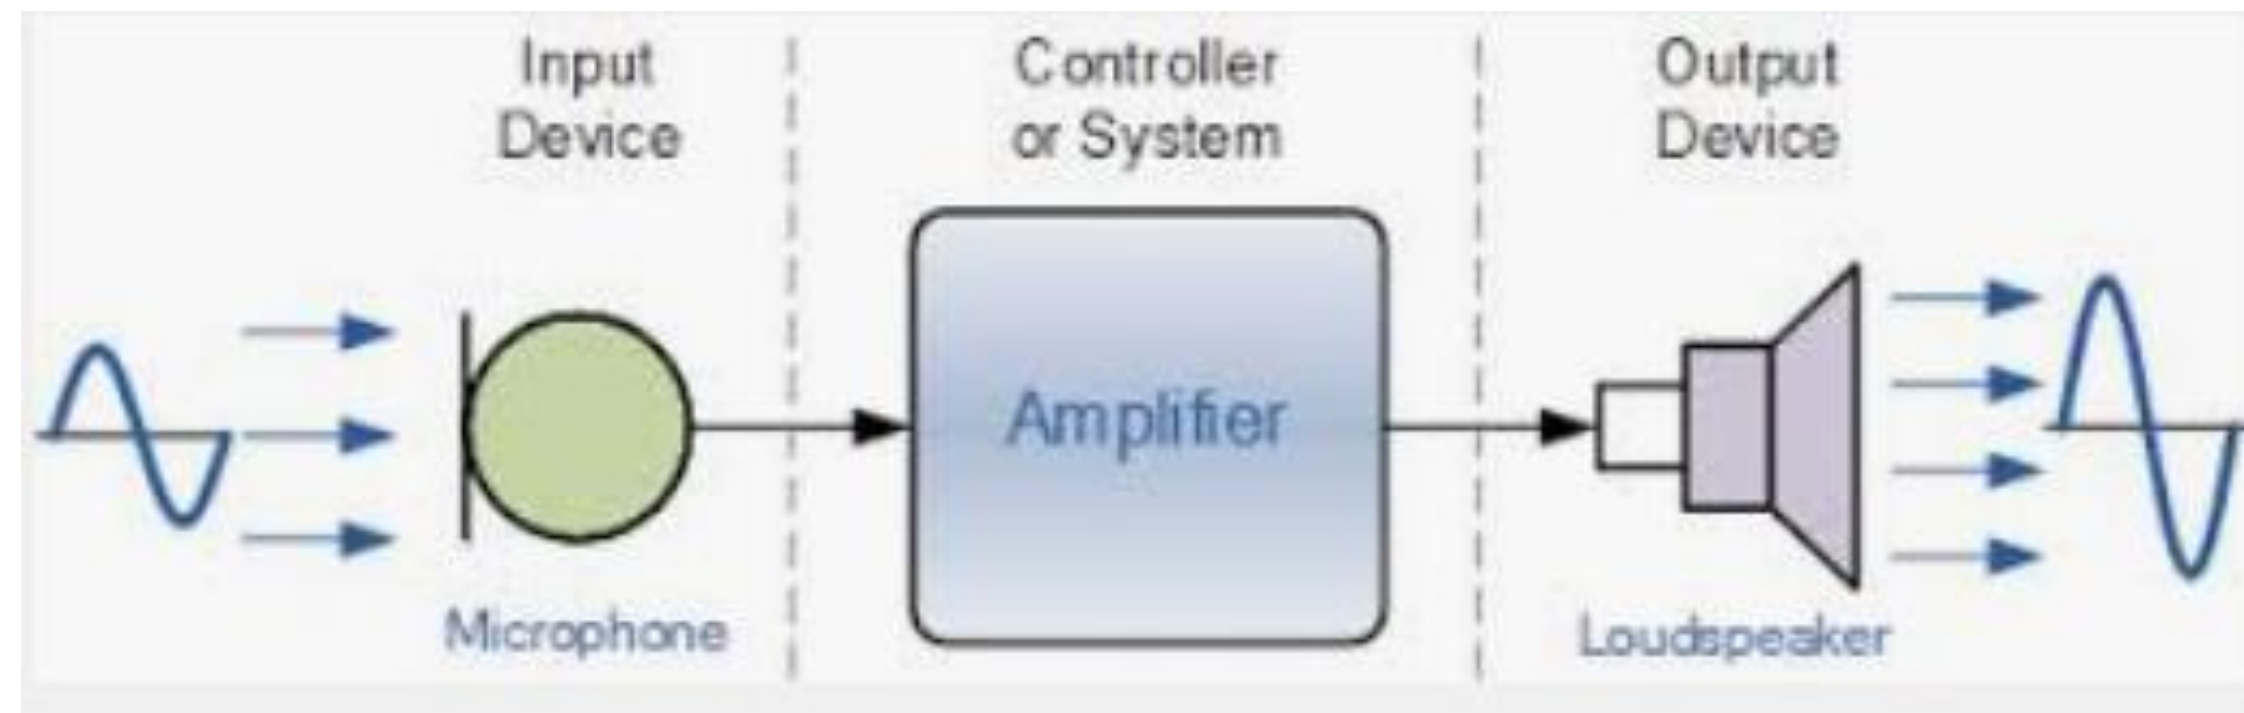 Input
Device
Controller
or System
Output
Device
Amplifier
Microphone
Loudspeaker